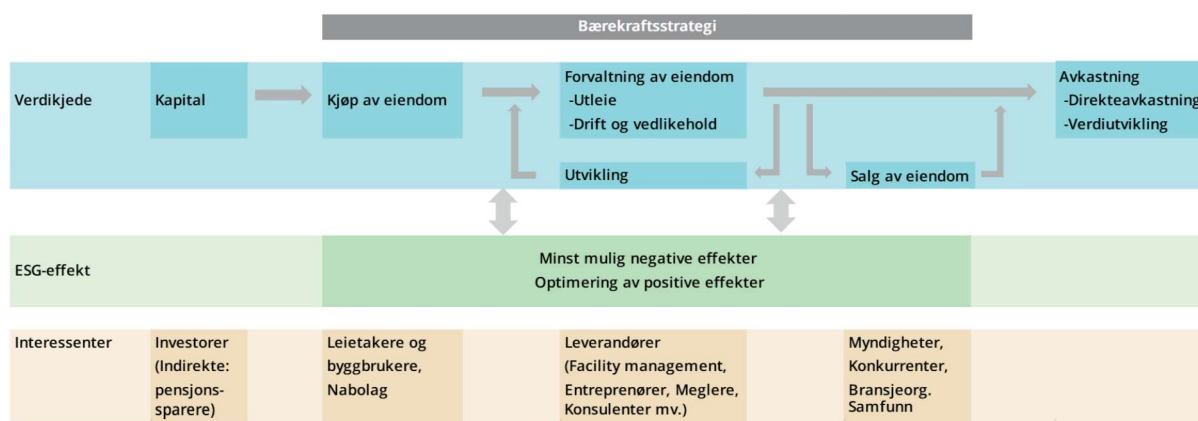 Bærekraftsstrategi
Verdikjede
Kapital
Kjøp av eiendom
Forvaltning av eiendom
-Utleie
-Drift og vedlikehold
Avkastning
-Direkteavkastning
-Verdiutvikling
Utvikling
Salg av eiendom
ESG-effekt
Minst mulig negative effekter
Optimering av positive effekter
Interessenter
Investorer
(Indirekte:
pensjons-
sparere)
Leietakere og
byggbrukere,
Nabolag
Leverandører
(Facility management,
Entreprenører, Meglere,
Konsulenter mv.)
Myndigheter,
Konkurrenter,
Bransjeorg.
Samfunn